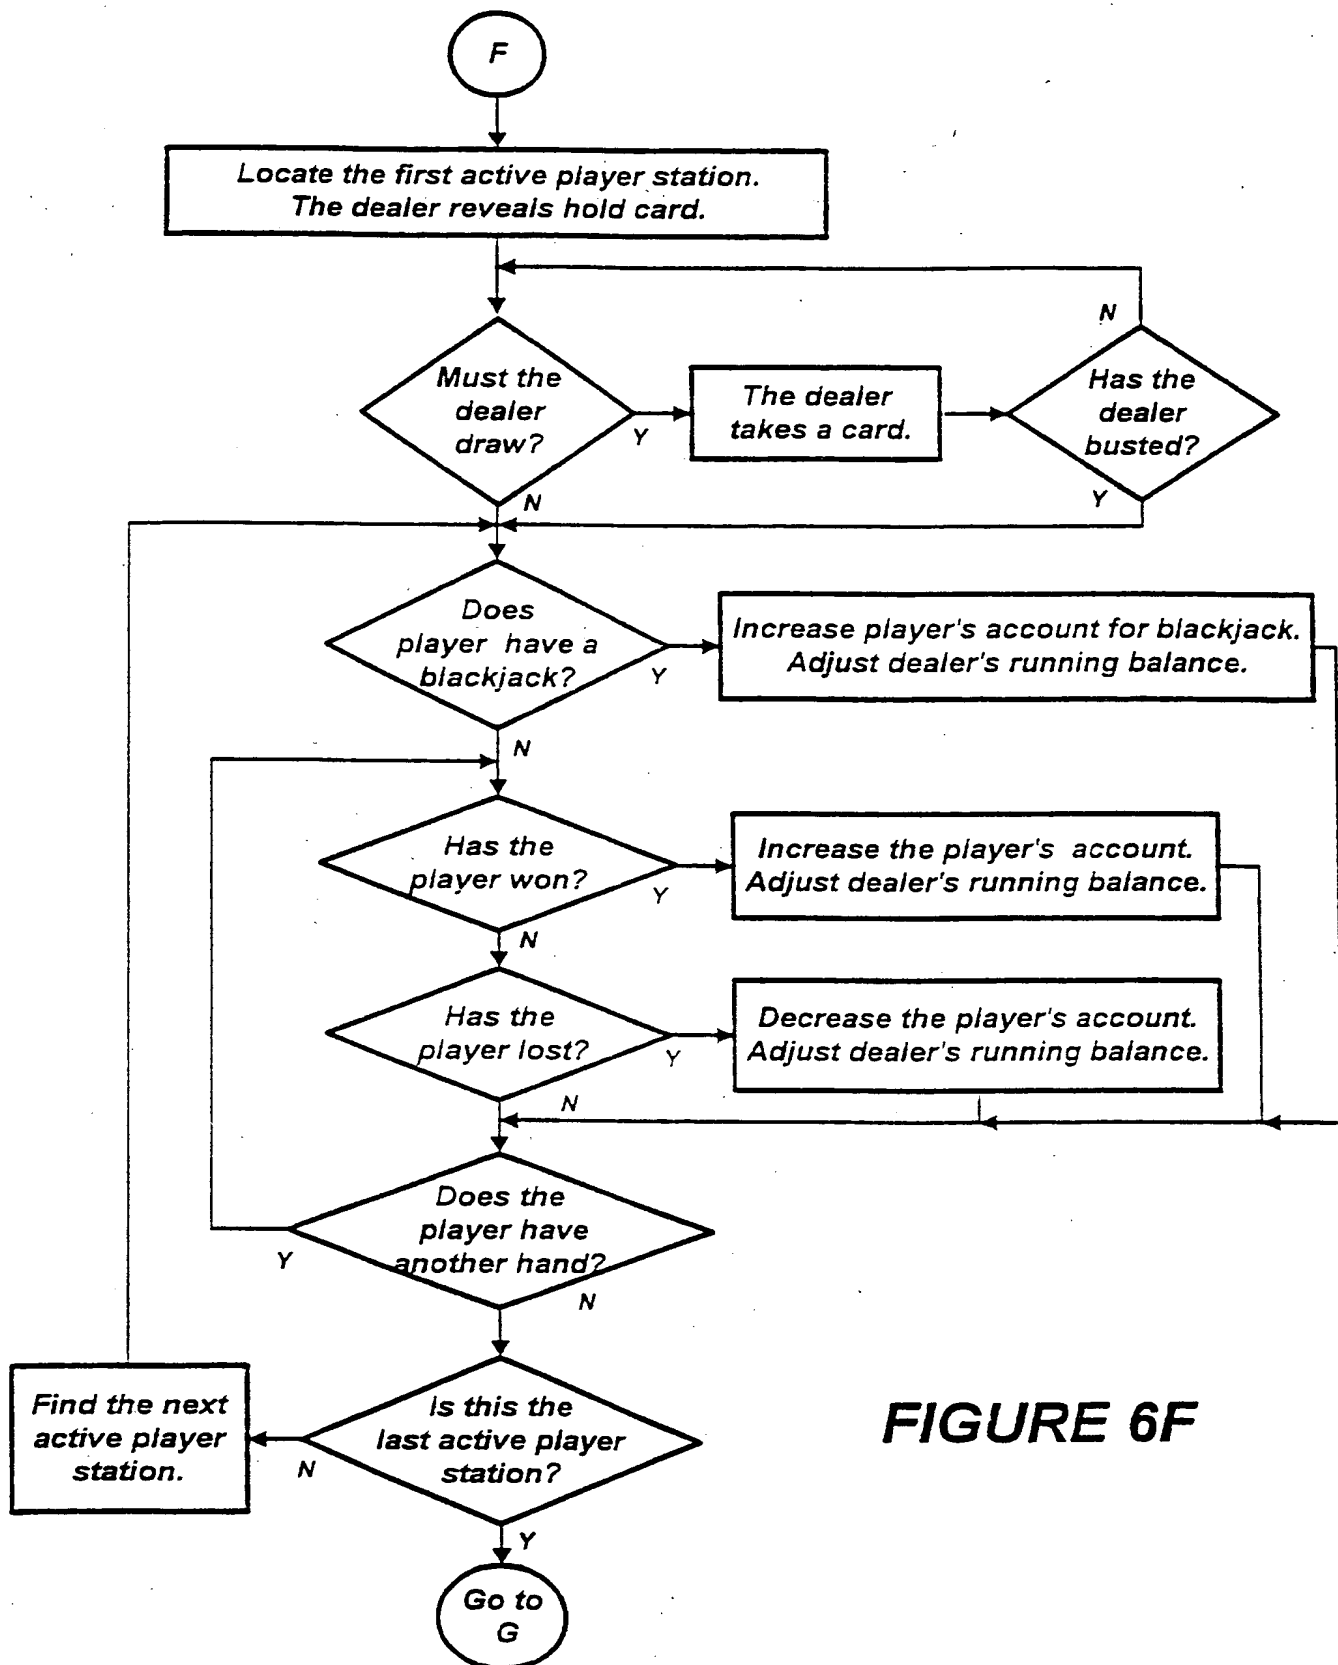 F
Locate the first active player station.
The dealer reveals hold card.
N
Must the
dealer
draw?
Y
The dealer
takes a card.
Has the
dealer
busted?
Y
N
Does
player have a
blackjack?
Y
Increase player's account for blackjack.
Adjust dealer's running balance.
N
Has the
player won?
Y
Increase the player's account.
Adjust dealer's running balance.
N
Has the
player lost?
Y
Decrease the player's account.
Adjust dealer's running balance.
N
Does the
player have
another hand?
Y
N
Find the next
active player
station.
N
Is this the
last active player
station?
FIGURE 6F
Y
Go to
G